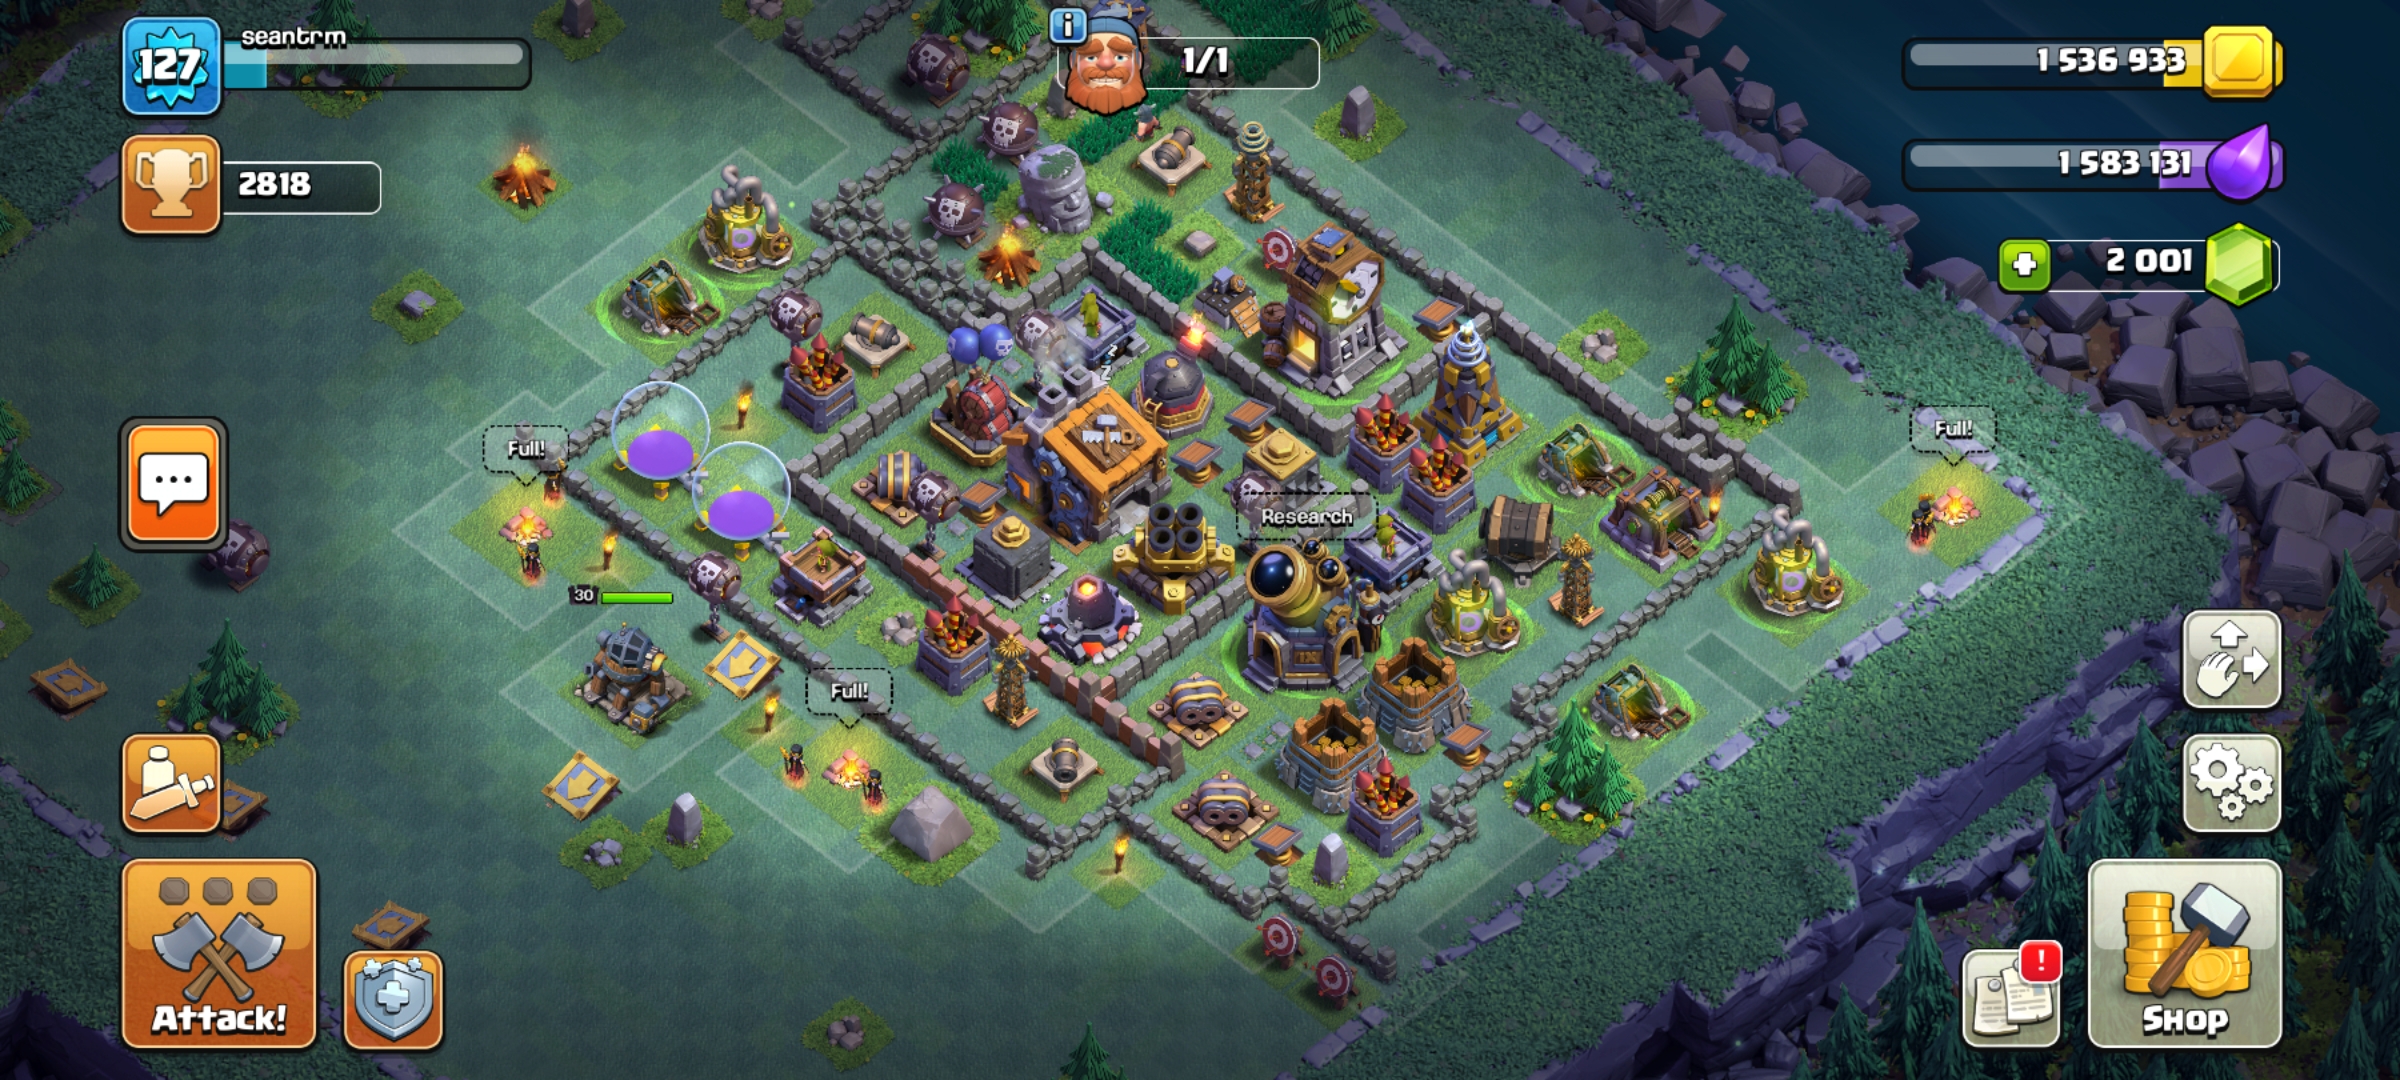 127
seantrm
i
1/1
1 536 933
2818
1 583 131
2 001
Full!
Full!
Research
30
Full!
IX
Attack!
!
Shop